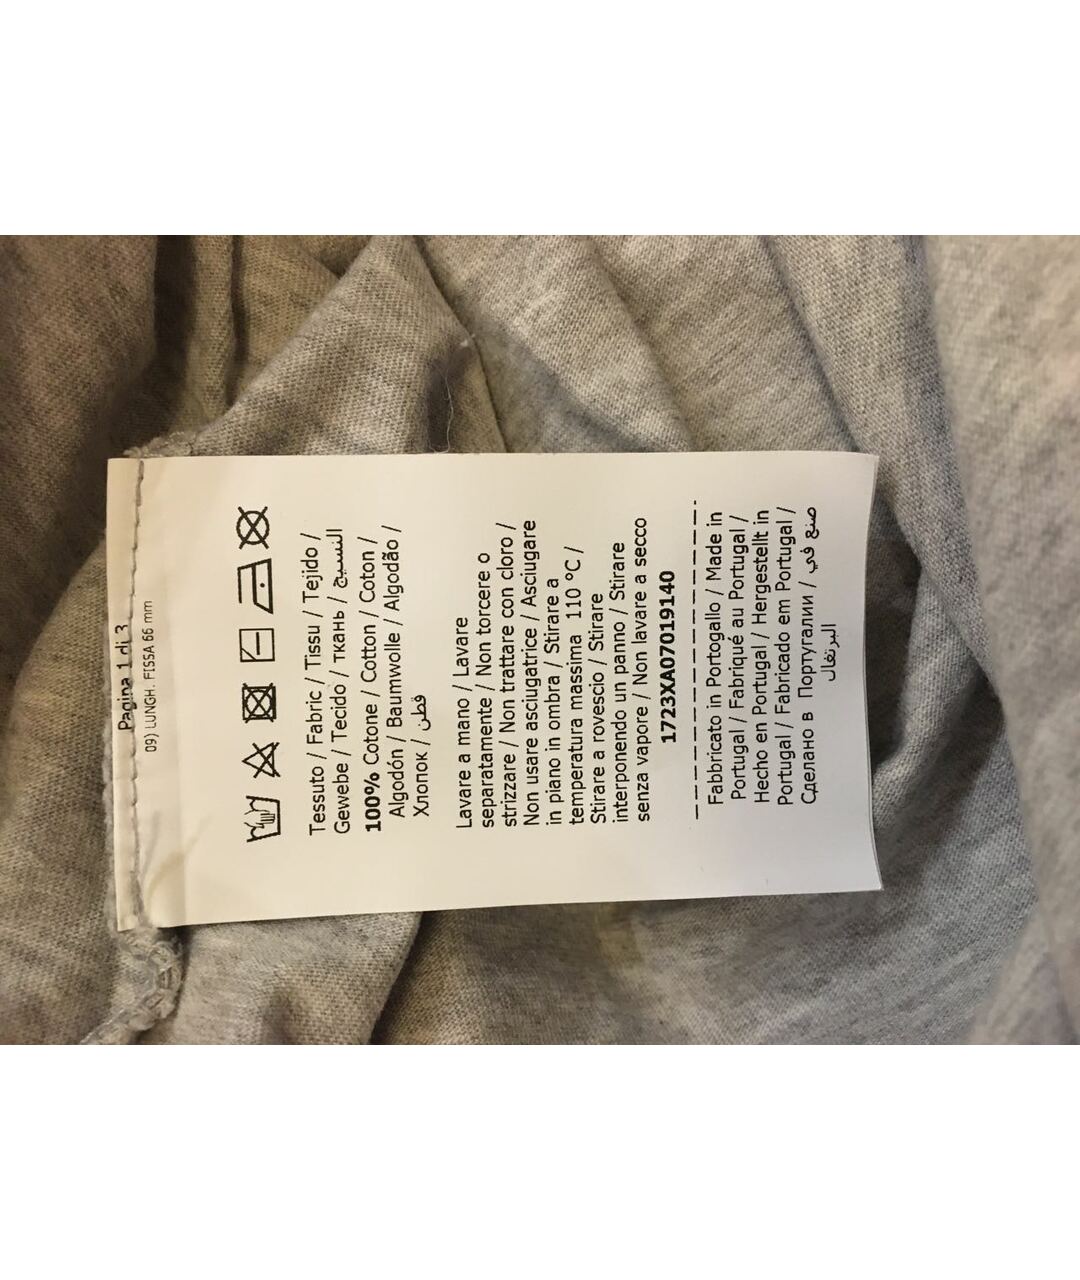 Pagina 1 di 3
09) LUNGH. FISSA 66 mm
Tessuto / Fabric / Tissu / Tejido /
Gewebe / Tecido / ткань / النسيج /
100% Cotone / Cotton / Coton /
Algodón / Baumwolle / Algodão /
Хлопок / قطن
Lavare a mano / Lavare
separatamente / Non torcere o
strizzare / Non trattare con cloro /
Non usare asciugatrice / Asciugare
in piano in ombra / Stirare a
temperatura massima 110 °C /
Stirare a rovescio / Stirare
interponendo un panno / Stirare
senza vapore / Non lavare a secco
1723XA07019140
Fabbricato in Portogallo / Made in
Portugal / Fabriqué au Portugal /
Hecho en Portugal / Hergestellt in
Portugal / Fabricado em Portugal /
Сделано в Португалии / صنع في
البرتغال